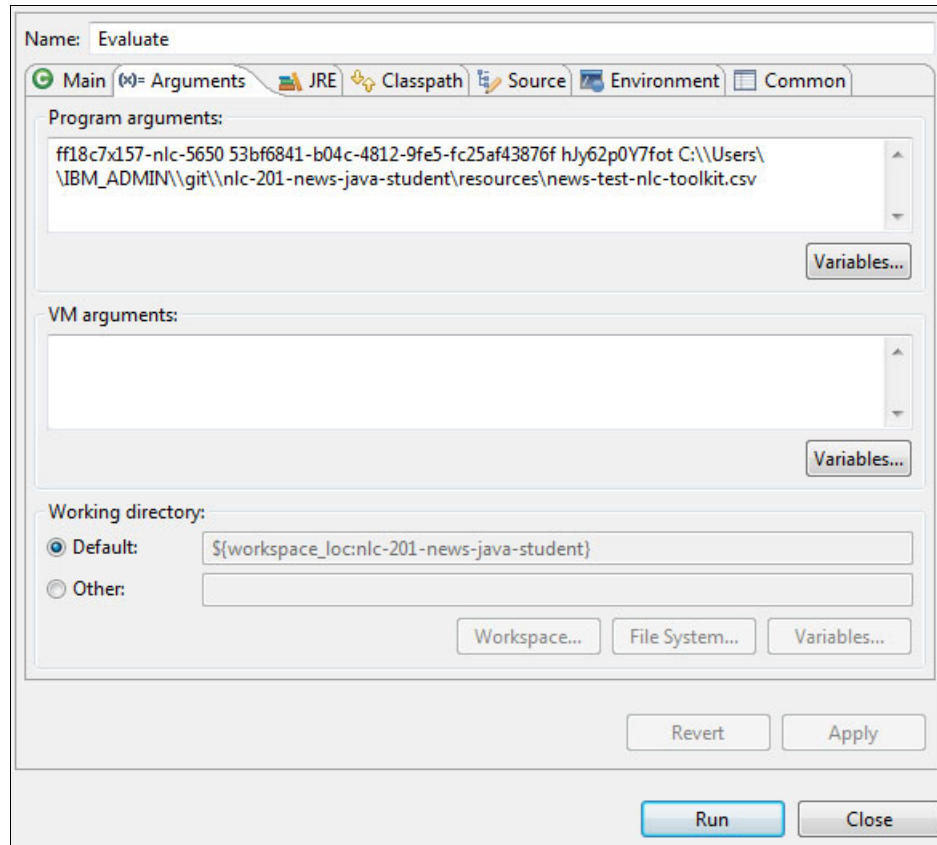 Name: Evaluate
Main (x)= Arguments JRE Classpath Source Environment Common
Program arguments:
ff18c7x157-nlc-5650 53bf6841-b04c-4812-9fe5-fc25af43876f hJy62p0Y7fot C:\\Users\
\IBM_ADMIN\\git\\nlc-201-news-java-student\resources\news-test-nlc-toolkit.csv
Variables...
VM arguments:
Variables...
Working directory:
Default: ${workspace_loc:nlc-201-news-java-student}
Other:
Workspace... File System... Variables...
Revert Apply
Run Close